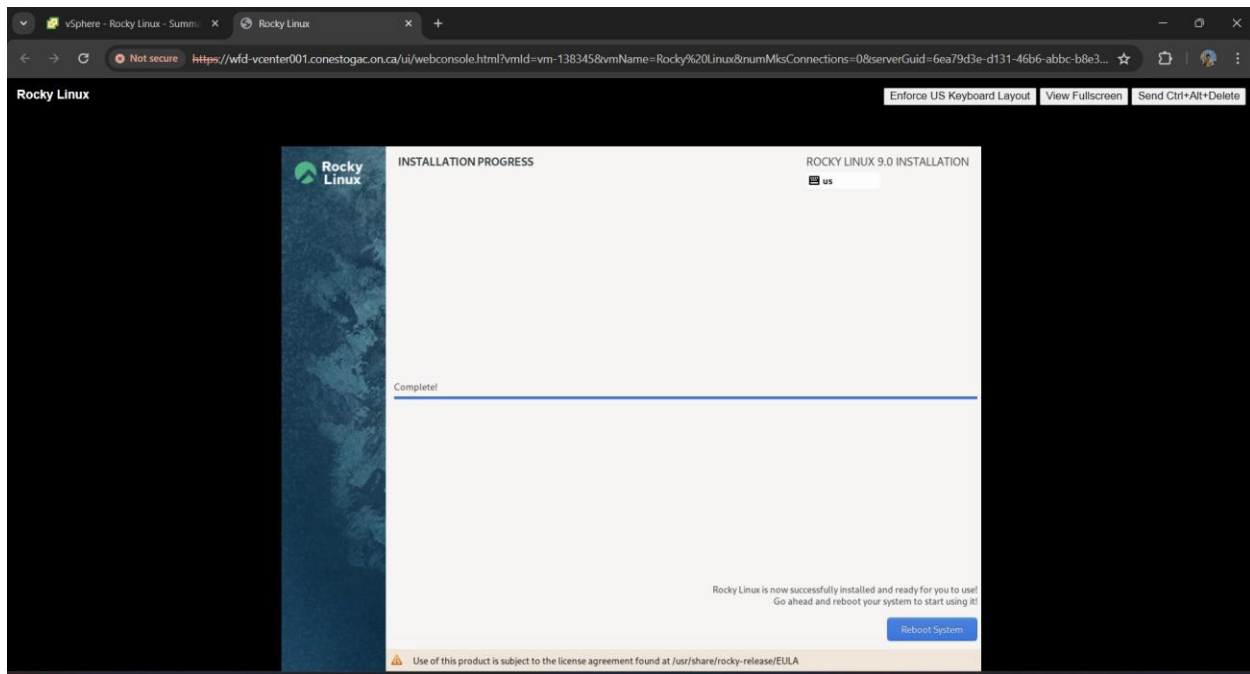 vSphere - Rocky Linux - Summ
Rocky Linux
Not secure https://wfd-vcenter001.conestogac.on.ca/ui/webconsole.html?vmId=vm-138345&vmName=Rocky%20Linux&numMksConnections=0&serverGuid=6ea79d3e-d131-46b6-abbc-b8e3...
Rocky Linux
Enforce US Keyboard Layout View Fullscreen Send Ctrl+Alt+Delete
Rocky
Linux
INSTALLATION PROGRESS
ROCKY LINUX 9.0 INSTALLATION
us
Complete!
Rocky Linux is now successfully installed and ready for you to use!
Go ahead and reboot your system to start using it!
Reboot System
Use of this product is subject to the license agreement found at /usr/share/rocky-release/EULA